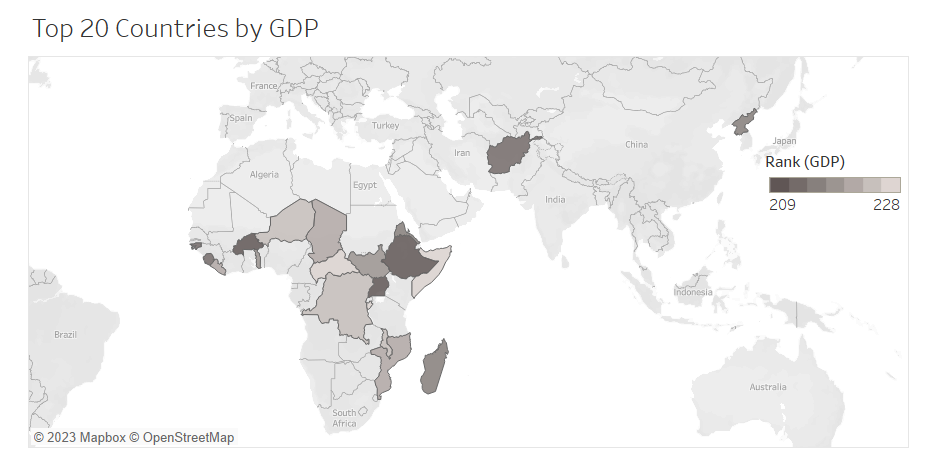 Top 20 Countries by GDP
France
Spain
Turkey
Iran
China
Japan
Algeria
Egypt
India
Rank (GDP)
209 228
Indonesia
Brazil
Australia
South
Africa
© 2023 Mapbox © OpenStreetMap